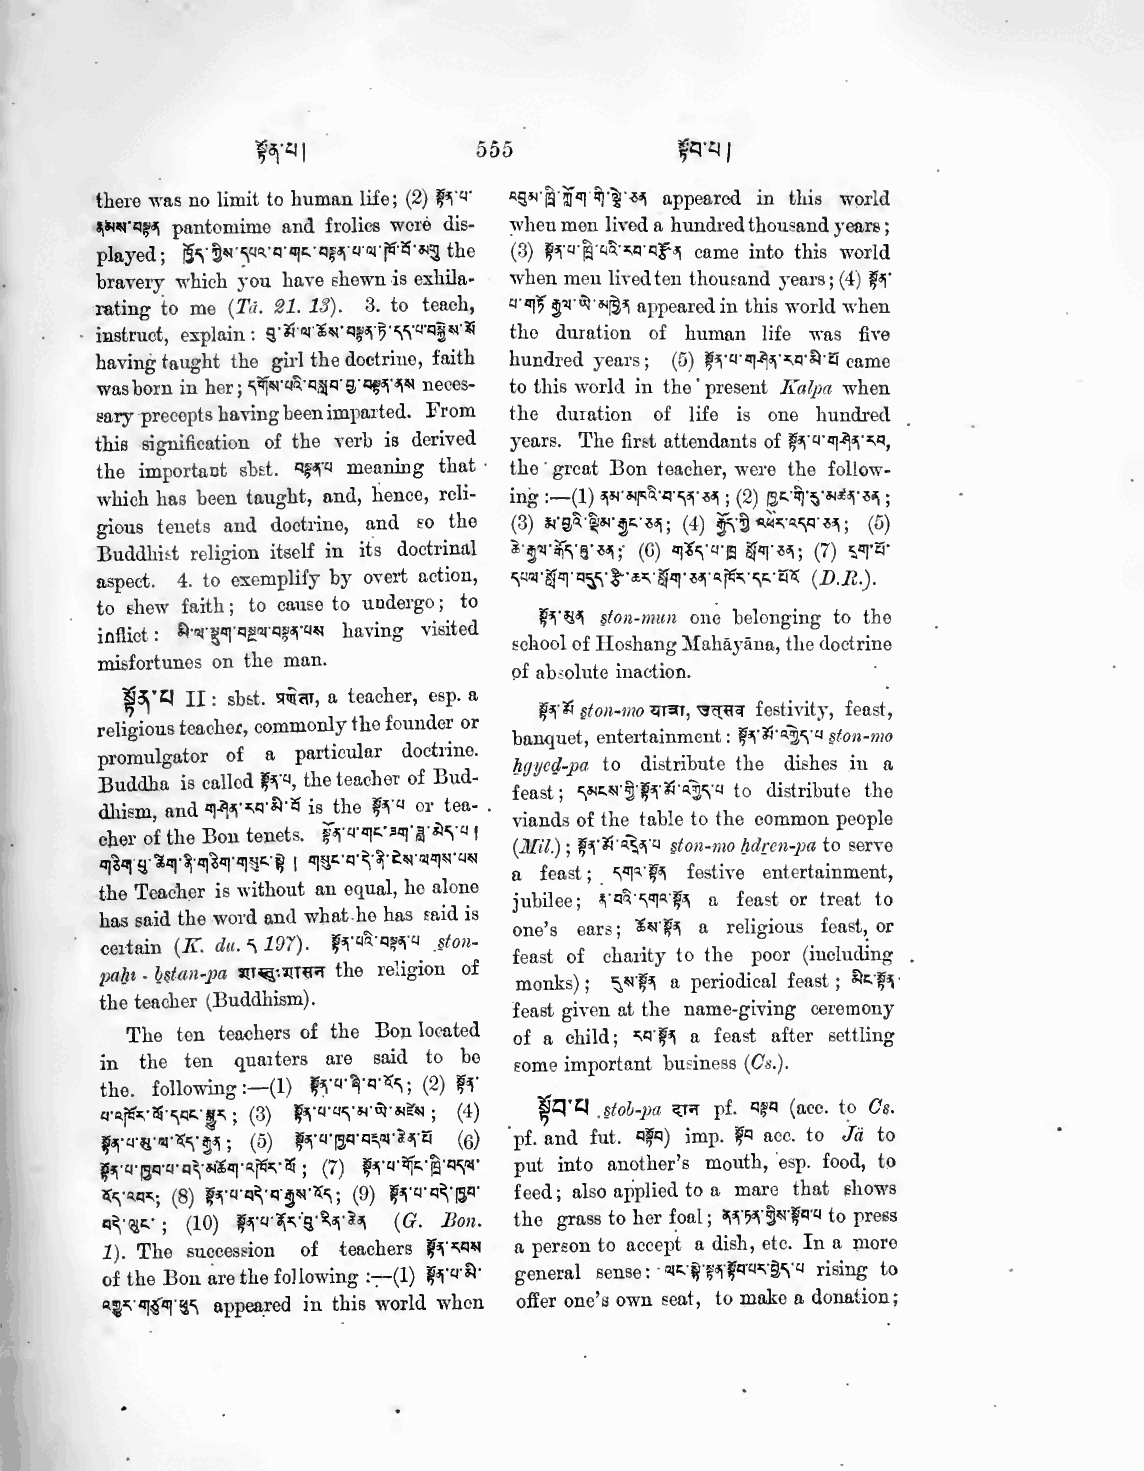 སྟོན་པ། 555 སྟོབ་པ།
there was no limit to human life; (2) སྟོན་པ་
རྣམས་བསྟན pantomime and frolics were dis-
played; ཁྱོད་ཀྱིས་དཔའ་བ་གང་བསྟན་པ་ལ་ཁོ་བོ་མགུ the
bravery which you have shewn is exhila-
rating to me (Tā. 21. 13). 3. to teach,
instruct, explain: བུ་མོ་ལ་ཆོས་བསྟན་ཏེ་དད་པ་བསྐྱེས་སོ
having taught the girl the doctrine, faith
was born in her; དགོས་པའི་བསླབ་བྱ་བསྟན་ནས neces-
sary precepts having been imparted. From
this signification of the verb is derived
the important sbst. བསྟན་པ meaning that
which has been taught, and, hence, reli-
gious tenets and doctrine, and so the
Buddhist religion itself in its doctrinal
aspect. 4. to exemplify by overt action,
to shew faith; to cause to undergo; to
inflict: མི་ལ་སྡུག་བསྔལ་བསྟན་པས having visited
misfortunes on the man.
སྟོན་པ II: sbst. प्रणेता, a teacher, esp. a
religious teacher, commonly the founder or
promulgator of a particular doctrine.
Buddha is called སྟོན་པ, the teacher of Bud-
dhism, and གཤེན་རབ་མི་བོ is the སྟོན་པ or tea-
cher of the Bon tenets. སྟོན་པ་གང་ཟག་ཟླ་མེད་པ།
གཅིག་པུ་ཚིག་ནི་གཅིག་གསུང་སྟེ། གསུང་བ་དེ་ནི་ངེས་ལགས་པས
the Teacher is without an equal, he alone
has said the word and what he has said is
certain (K. du. ད 197). སྟོན་པའི་བསྟན་པ ston-
paḥi-bstan-pa शास्तुःशासन the religion of
the teacher (Buddhism).
The ten teachers of the Bon located
in the ten quarters are said to be
the following:—(1) སྟོན་པ་ཞི་བ་འོད; (2) སྟོན་
པ་འཁོར་ལོ་དབང་སྒྱུར; (3) སྟོན་པ་པད་མ་ཡེ་མཛེས; (4)
སྟོན་པ་མུ་ལ་འོད་རྒྱན; (5) སྟོན་པ་ཁྱབ་བརྡལ་ཆེན་པོ (6)
སྟོན་པ་ཁྱབ་པ་བདེ་མཆོག་འཁོར་ལོ; (7) སྟོན་པ་གོང་ཁྲི་བདལ་
འོད་འབར; (8) སྟོན་པ་བདེ་བ་རྒྱས་འོད; (9) སྟོན་པ་བདེ་ཁྱབ་
བདེ་ལུང་; (10) སྟོན་པ་ནོར་བུ་རིན་ཆེན (G. Bon.
1). The succession of teachers སྟོན་རབས
of the Bon are the following:—(1) སྟོན་པ་མི་
འགྱུར་གཙུག་ཕུད appeared in this world when
འབུམ་ཁྲི་ཀློག་གི་ལྕེ་ཅན appeared in this world
when men lived a hundred thousand years;
(3) སྟོན་པ་ཁྲི་པའི་རབ་བརྟན came into this world
when men lived ten thousand years; (4) སྟོན་
པ་གཏོ་རྒྱལ་ཡེ་མཁྱེན appeared in this world when
the duration of human life was five
hundred years; (5) སྟོན་པ་གཤེན་རབ་མི་བོ came
to this world in the present Kalpa when
the duration of life is one hundred
years. The first attendants of སྟོན་པ་གཤེན་རབ,
the great Bon teacher, were the follow-
ing:—(1) ནམ་མཁའི་བ་དན་ཅན; (2) ཁྱུང་གི་རུ་མཚོན་ཅན;
(3) མ་བྱའི་ལྡེམ་རྒྱང་ཅན; (4) རྒོད་ཀྱི་འཕོར་འདབ་ཅན; (5)
ཅེ་རྒྱལ་གོད་བུ་ཅན; (6) གཙོད་པ་ཁྲ སློག་ཅན; (7) དག་པོ་
དཔལ་སློག་བདུད་རྩི་ཆར་སློག་ཅན་འཁོར་དང་པོའོ (D.R.).
སྟོན་མུན ston-mun one belonging to the
school of Hoshang Mahāyāna, the doctrine
of absolute inaction.
སྟོན་མོ ston-mo यात्रा, उत्सव festivity, feast,
banquet, entertainment: སྟོན་མོ་འགྱེད་པ ston-mo
ḥgyed-pa to distribute the dishes in a
feast; དམངས་ཀྱི་སྟོན་མོ་འགྱེད་པ to distribute the
viands of the table to the common people
(Mil.); སྟོན་མོ་འདྲེན་པ ston-mo ḥdren-pa to serve
a feast; དགའ་སྟོན festive entertainment,
jubilee; རྣ་བའི་དགའ་སྟོན a feast or treat to
one's ears; ཆོས་སྟོན a religious feast, or
feast of charity to the poor (including
monks); དུས་སྟོན a periodical feast; མིང་སྟོན་
feast given at the name-giving ceremony
of a child; རབ་སྟོན a feast after settling
some important business (Cs.).
སྟོབ་པ stob-pa दान pf. བསྟབ (acc. to Cs.
pf. and fut. བསྟོབ) imp. སྟོབ acc. to Jä to
put into another's mouth, esp. food, to
feed; also applied to a mare that shows
the grass to her foal; ནན་ཏན་གྱིས་སྟོབ་པ to press
a person to accept a dish, etc. In a more
general sense: ལང་སྟེ་སྟན་སྟོབ་པར་བྱེད་པ rising to
offer one's own seat, to make a donation;